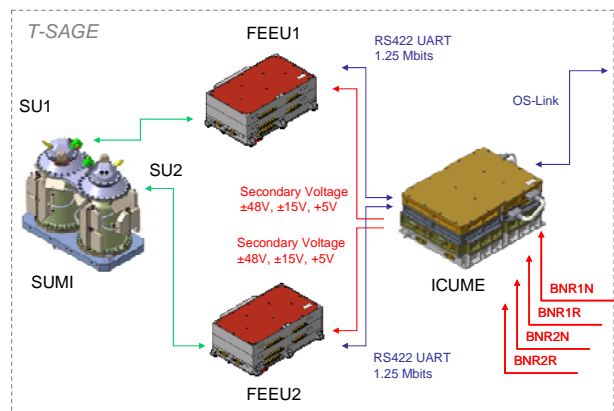 T-SAGE
FEEU1
RS422 UART
1.25 Mbits
OS-Link
SU1
SU2
Secondary Voltage
±48V, ±15V, +5V
Secondary Voltage
±48V, ±15V, +5V
SUMI
ICUME
BNR1N
BNR1R
BNR2N
BNR2R
RS422 UART
1.25 Mbits
FEEU2